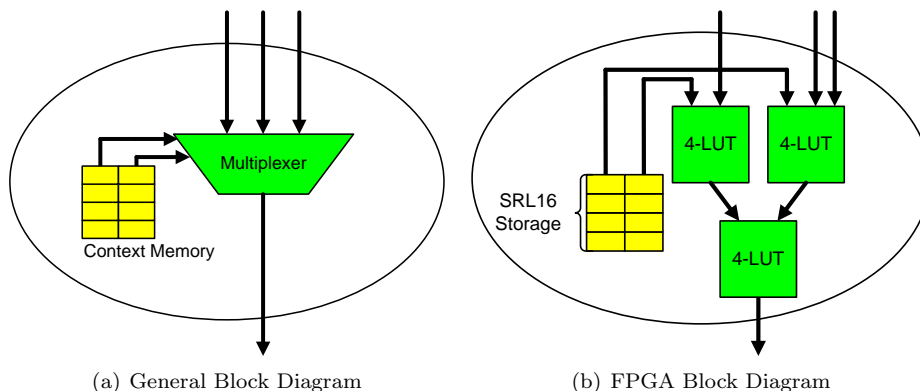 Multiplexer
Context Memory
(a) General Block Diagram
4-LUT
4-LUT
SRL16
Storage
4-LUT
(b) FPGA Block Diagram